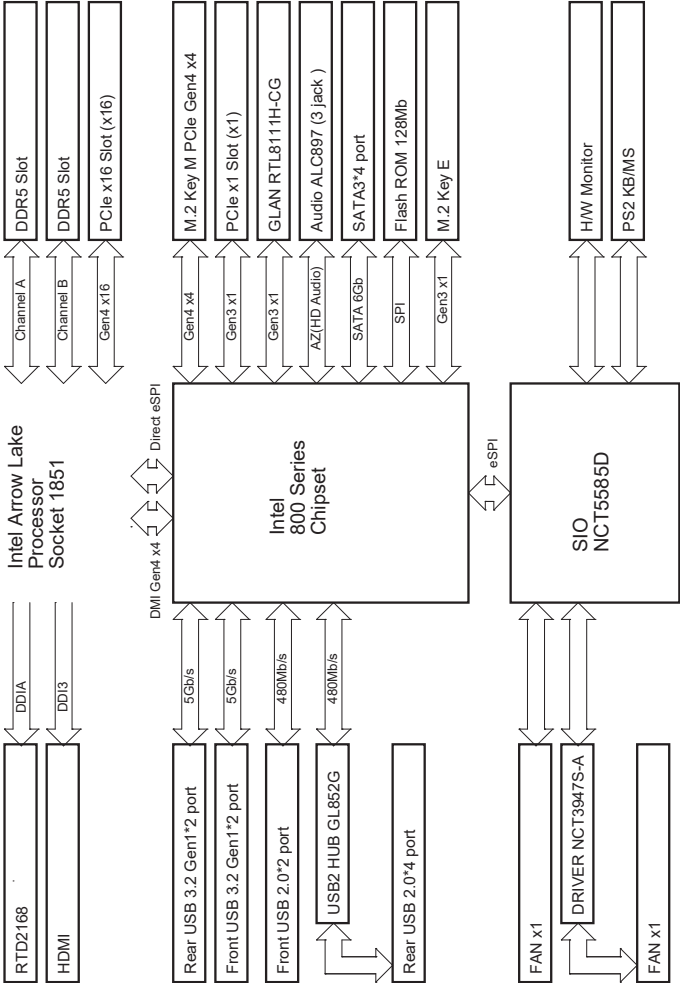 DDR5 Slot
DDR5 Slot
PCIe x16 Slot (x16)
M.2 Key M PCIe Gen4 x4
PCIe x1 Slot (x1)
GLAN RTL8111H-CG
Audio ALC897 (3 jack )
SATA3*4 port
Flash ROM 128Mb
M.2 Key E
H/W Monitor
PS2 KB/MS
Channel A
Channel B
Gen4 x16
Gen4 x4
Gen3 x1
Gen3 x1
AZ(HD Audio)
SATA 6Gb
SPI
Gen3 x1
Intel Arrow Lake
Processor
Socket 1851
Direct eSPI
DMI Gen4 x4
Intel
800 Series
Chipset
eSPI
SIO
NCT5585D
DDIA
DDI3
5Gb/s
5Gb/s
480Mb/s
480Mb/s
RTD2168
HDMI
Rear USB 3.2 Gen1*2 port
Front USB 3.2 Gen1*2 port
Front USB 2.0*2 port
USB2 HUB GL852G
Rear USB 2.0*4 port
FAN x1
DRIVER NCT3947S-A
FAN x1